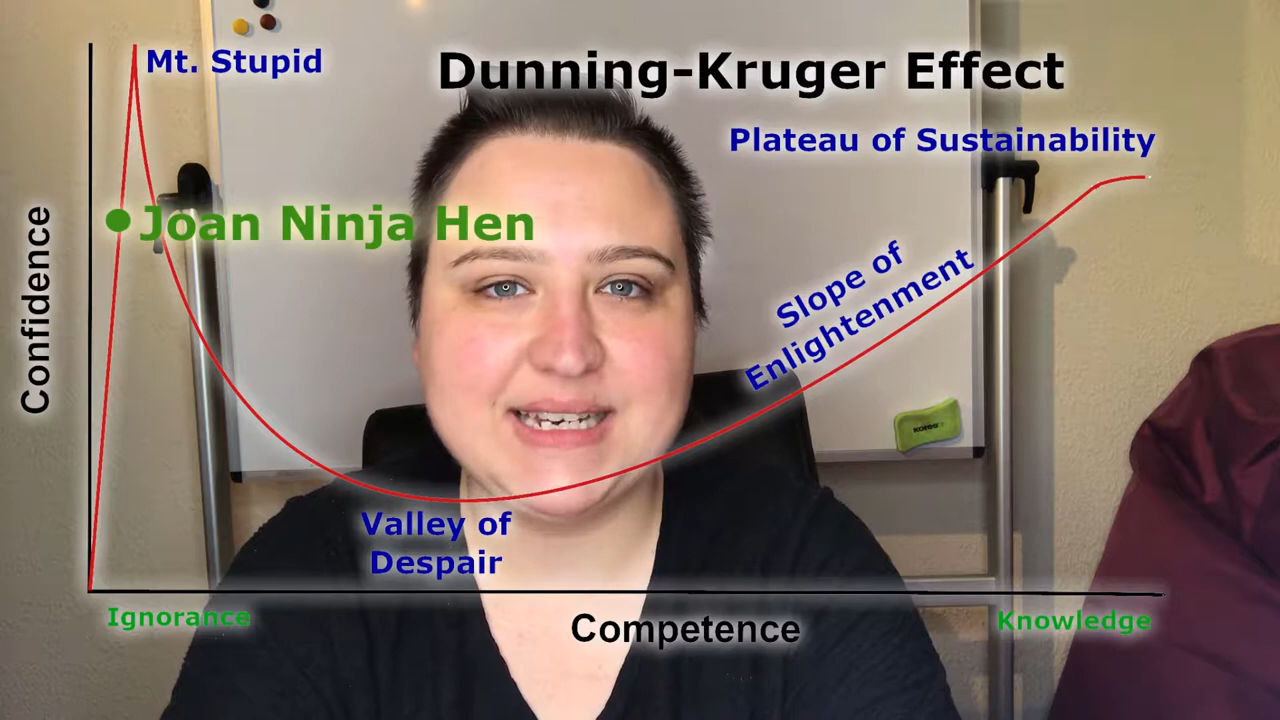 Dunning-Kruger Effect
Mt. Stupid
Plateau of Sustainability
Joan Ninja Hen
Confidence
Slope of
Enlightenment
Valley of
Despair
Ignorance
Competence
Knowledge